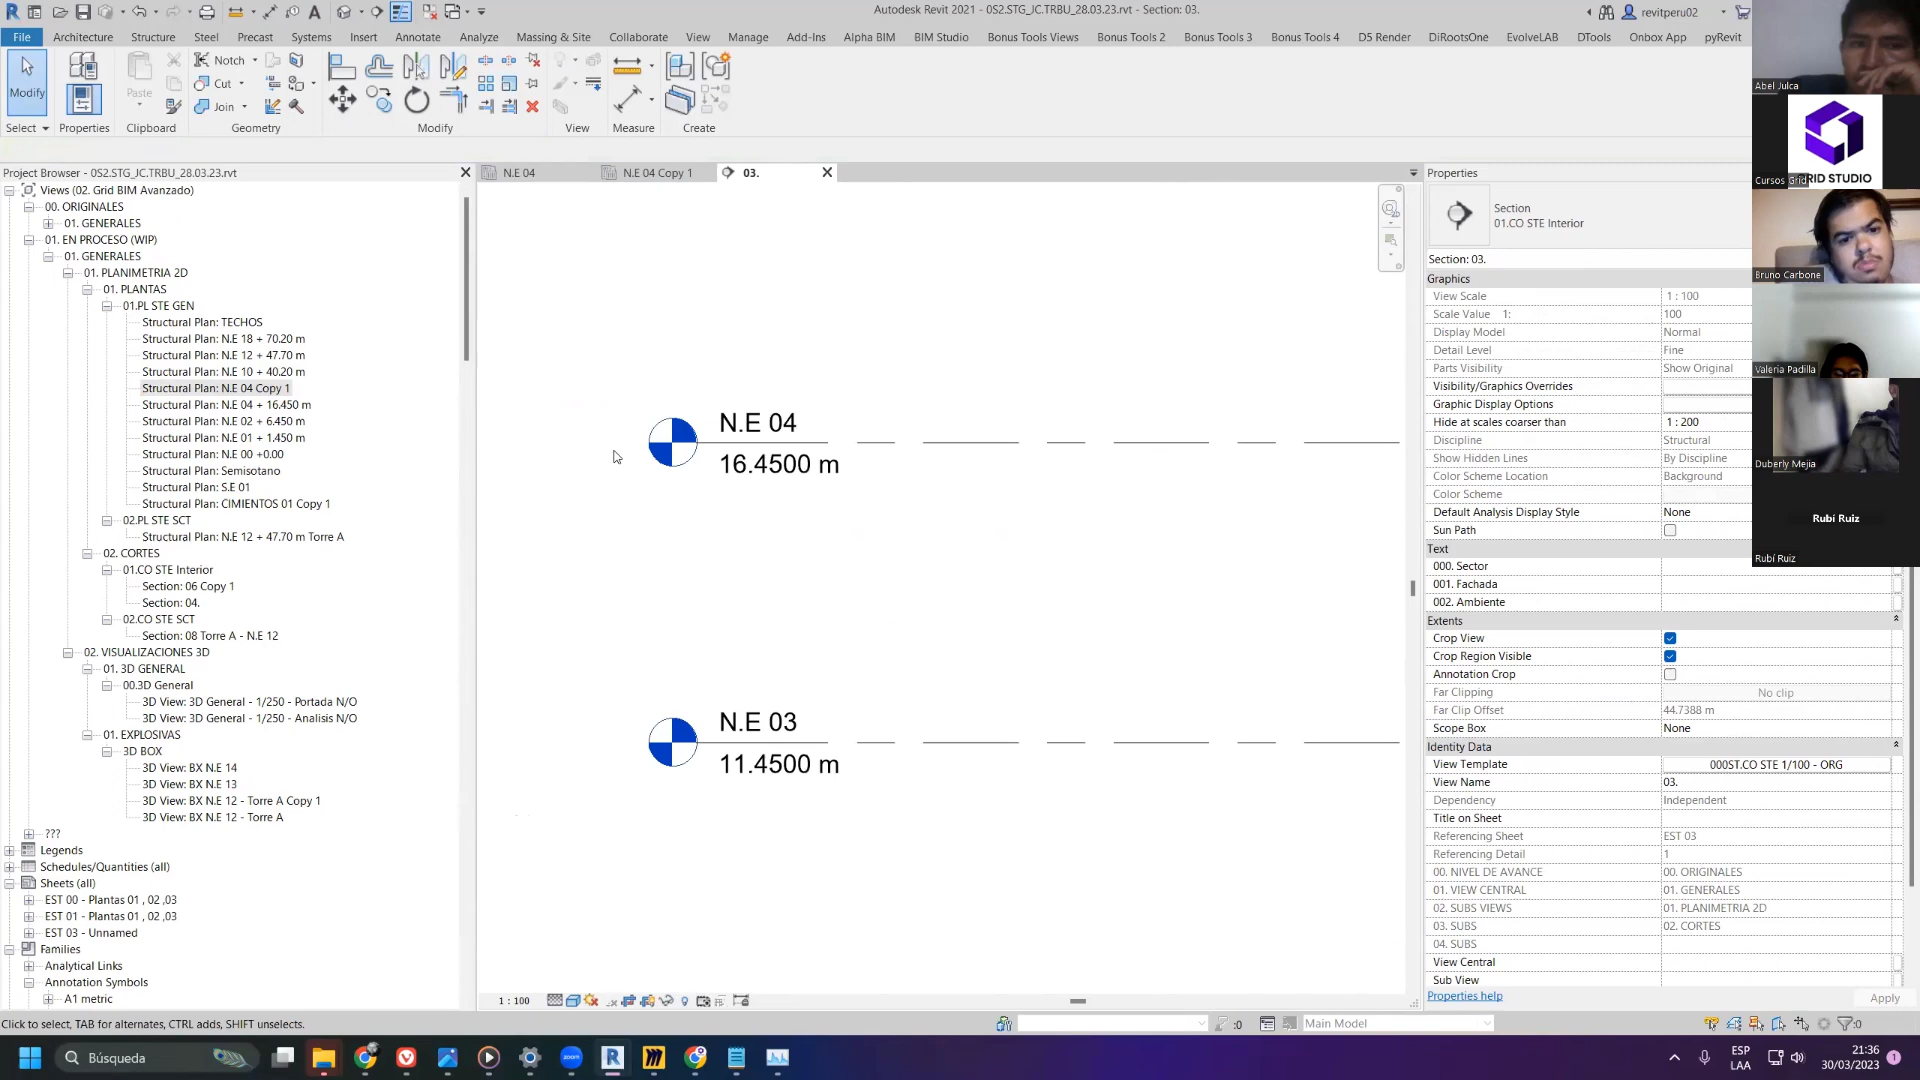 Autodesk Revit 2021 - 0S2.STG_JC.TRBU_28.03.23.rvt - Section: 03.
revitperu02
File Architecture Structure Steel Precast Systems Insert Annotate Analyze Massing & Site Collaborate View Manage Add-Ins Alpha BIM BIM Studio Bonus Tools Views Bonus Tools 2 Bonus Tools 3 Bonus Tools 4 D5 Render DiRootsOne EvolveLAB DTools Onbox App pyRevit
Modify
Paste
Notch
Cut
Join
Select Properties Clipboard Geometry Modify View Measure Create
Project Browser - 0S2.STG_JC.TRBU_28.03.23.rvt
Views (02. Grid BIM Avanzado)
00. ORIGINALES
01. GENERALES
01. EN PROCESO (WIP)
01. GENERALES
01. PLANIMETRIA 2D
01. PLANTAS
01.PL STE GEN
Structural Plan: TECHOS
Structural Plan: N.E 18 + 70.20 m
Structural Plan: N.E 12 + 47.70 m
Structural Plan: N.E 10 + 40.20 m
Structural Plan: N.E 04 Copy 1
Structural Plan: N.E 04 + 16.450 m
Structural Plan: N.E 02 + 6.450 m
Structural Plan: N.E 01 + 1.450 m
Structural Plan: N.E 00 +0.00
Structural Plan: Semisotano
Structural Plan: S.E 01
Structural Plan: CIMIENTOS 01 Copy 1
02.PL STE SCT
Structural Plan: N.E 12 + 47.70 m Torre A
02. CORTES
01.CO STE Interior
Section: 06 Copy 1
Section: 04.
02.CO STE SCT
Section: 08 Torre A - N.E 12
02. VISUALIZACIONES 3D
01. 3D GENERAL
00.3D General
3D View: 3D General - 1/250 - Portada N/O
3D View: 3D General - 1/250 - Analisis N/O
01. EXPLOSIVAS
3D BOX
3D View: BX N.E 14
3D View: BX N.E 13
3D View: BX N.E 12 - Torre A Copy 1
3D View: BX N.E 12 - Torre A
???
Legends
Schedules/Quantities (all)
Sheets (all)
EST 00 - Plantas 01 , 02 ,03
EST 01 - Plantas 01 , 02 ,03
EST 03 - Unnamed
Families
Analytical Links
Annotation Symbols
A1 metric
N.E 04
N.E 04 Copy 1
03.
N.E 04
16.4500 m
N.E 03
11.4500 m
1 : 100
Properties
Section
01.CO STE Interior
Section: 03.
Graphics
View Scale 1 : 100
Scale Value 1: 100
Display Model Normal
Detail Level Fine
Parts Visibility Show Original
Visibility/Graphics Overrides
Graphic Display Options
Hide at scales coarser than 1 : 200
Discipline Structural
Show Hidden Lines By Discipline
Color Scheme Location Background
Color Scheme
Default Analysis Display Style None
Sun Path
Text
000. Sector
001. Fachada
002. Ambiente
Extents
Crop View
Crop Region Visible
Annotation Crop
Far Clipping No clip
Far Clip Offset 44.7388 m
Scope Box None
Identity Data
View Template 000ST.CO STE 1/100 - ORG
View Name 03.
Dependency Independent
Title on Sheet
Referencing Sheet EST 03
Referencing Detail 1
00. NIVEL DE AVANCE 00. ORIGINALES
01. VIEW CENTRAL 01. GENERALES
02. SUBS VIEWS 01. PLANIMETRIA 2D
03. SUBS 02. CORTES
04. SUBS
View Central
Sub View
Properties help
Apply
Abel Julca
GRID STUDIO
Cursos Grid
Bruno Carbone
Valeria Padilla
Duberly Mejia
Rubí Ruiz
Rubí Ruiz
Click to select, TAB for alternates, CTRL adds, SHIFT unselects.
:0
Main Model
:0
Búsqueda
ESP
LAA
21:36
30/03/2023
1